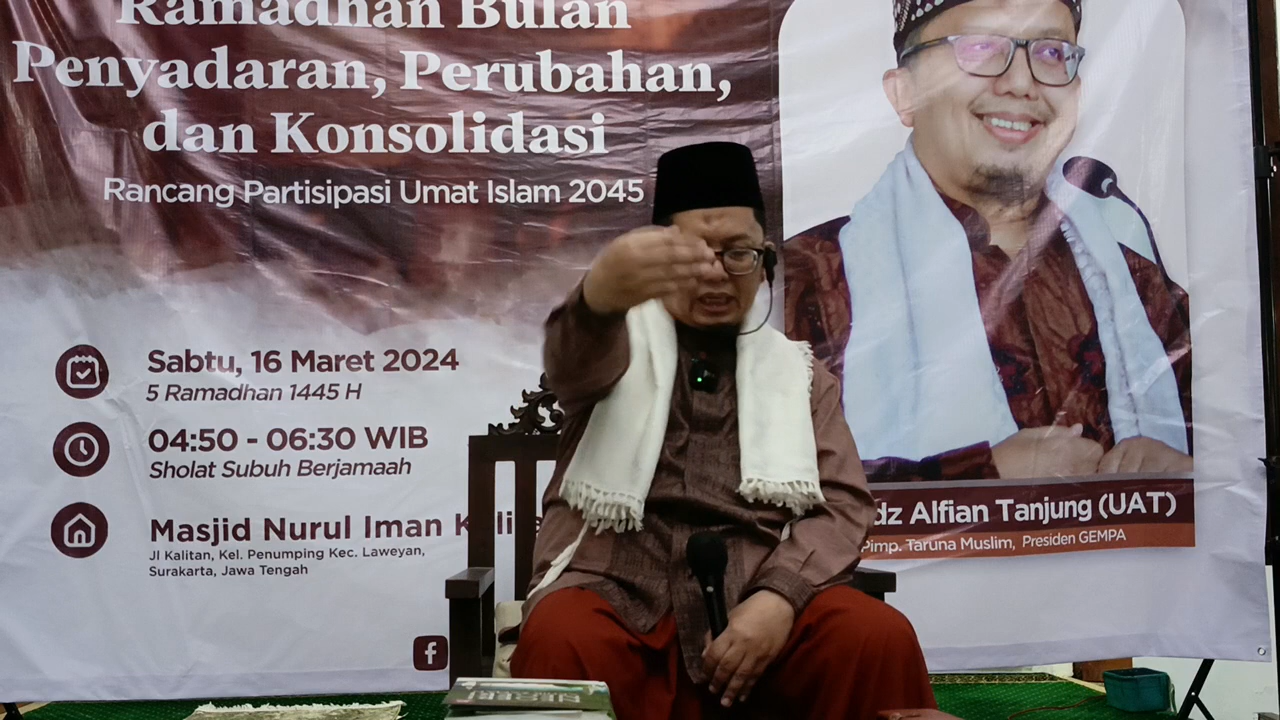 Ramadhan Bulan
Penyadaran, Perubahan,
dan Konsolidasi
Rancang Partisipasi Umat Islam 2045
Sabtu, 16 Maret 2024
5 Ramadhan 1445 H
04:50 - 06:30 WIB
Sholat Subuh Berjamaah
Masjid Nurul Iman
Jl Kalitan, Kel. Penumping Kec. Laweyan,
Surakarta, Jawa Tengah
dz Alfian Tanjung (UAT)
Pimp. Taruna Muslim, Presiden GEMPA
f